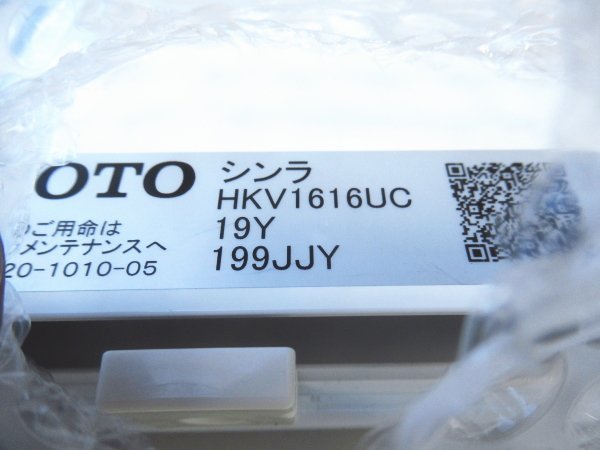 OTO
シンラ
HKV1616UC
19Y
199JJY
ご用命は
メンテナンスへ
20-1010-05